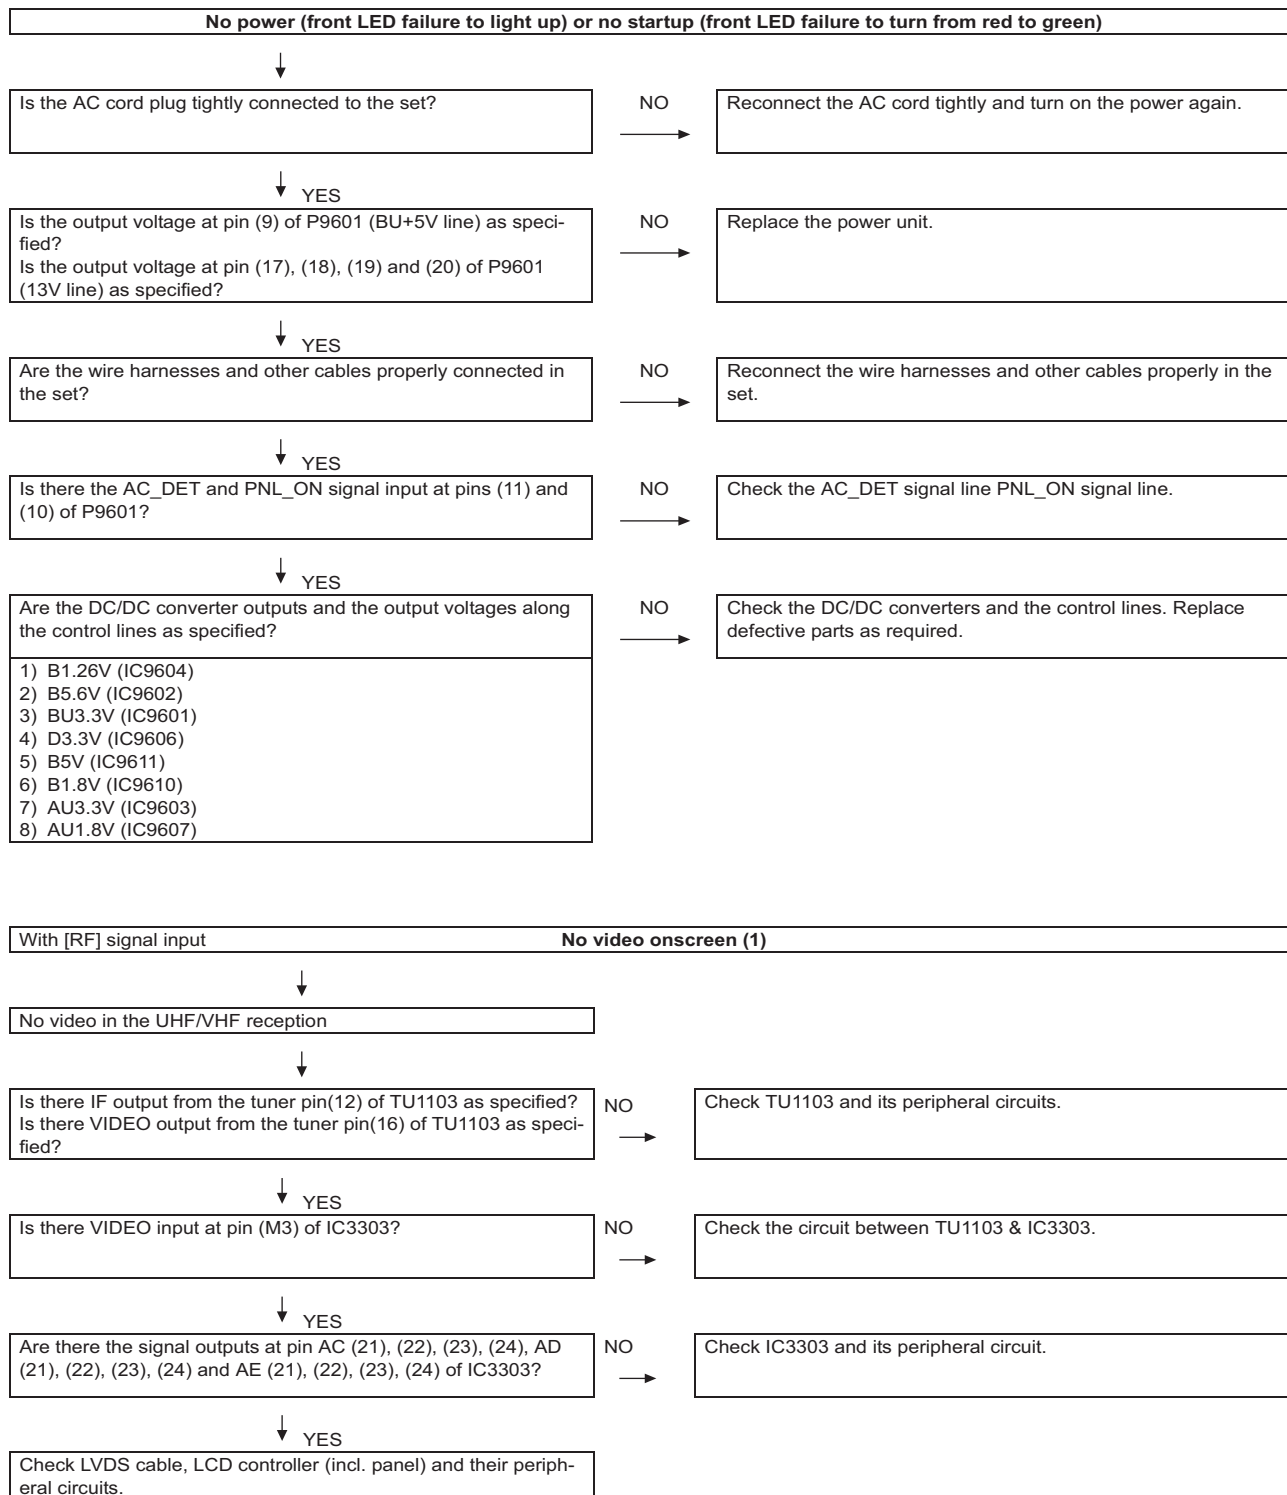 No power (front LED failure to light up) or no startup (front LED failure to turn from red to green)
Is the AC cord plug tightly connected to the set?
NO
Reconnect the AC cord tightly and turn on the power again.
YES
Is the output voltage at pin (9) of P9601 (BU+5V line) as speci-
fied?
Is the output voltage at pin (17), (18), (19) and (20) of P9601
(13V line) as specified?
NO
Replace the power unit.
YES
Are the wire harnesses and other cables properly connected in
the set?
NO
Reconnect the wire harnesses and other cables properly in the
set.
YES
Is there the AC_DET and PNL_ON signal input at pins (11) and
(10) of P9601?
NO
Check the AC_DET signal line PNL_ON signal line.
YES
Are the DC/DC converter outputs and the output voltages along
the control lines as specified?
NO
Check the DC/DC converters and the control lines. Replace
defective parts as required.
1) B1.26V (IC9604)
2) B5.6V (IC9602)
3) BU3.3V (IC9601)
4) D3.3V (IC9606)
5) B5V (IC9611)
6) B1.8V (IC9610)
7) AU3.3V (IC9603)
8) AU1.8V (IC9607)
With [RF] signal input No video onscreen (1)
No video in the UHF/VHF reception
Is there IF output from the tuner pin(12) of TU1103 as specified?
Is there VIDEO output from the tuner pin(16) of TU1103 as speci-
fied?
NO
Check TU1103 and its peripheral circuits.
YES
Is there VIDEO input at pin (M3) of IC3303?
NO
Check the circuit between TU1103 & IC3303.
YES
Are there the signal outputs at pin AC (21), (22), (23), (24), AD
(21), (22), (23), (24) and AE (21), (22), (23), (24) of IC3303?
NO
Check IC3303 and its peripheral circuit.
YES
Check LVDS cable, LCD controller (incl. panel) and their periph-
eral circuits.